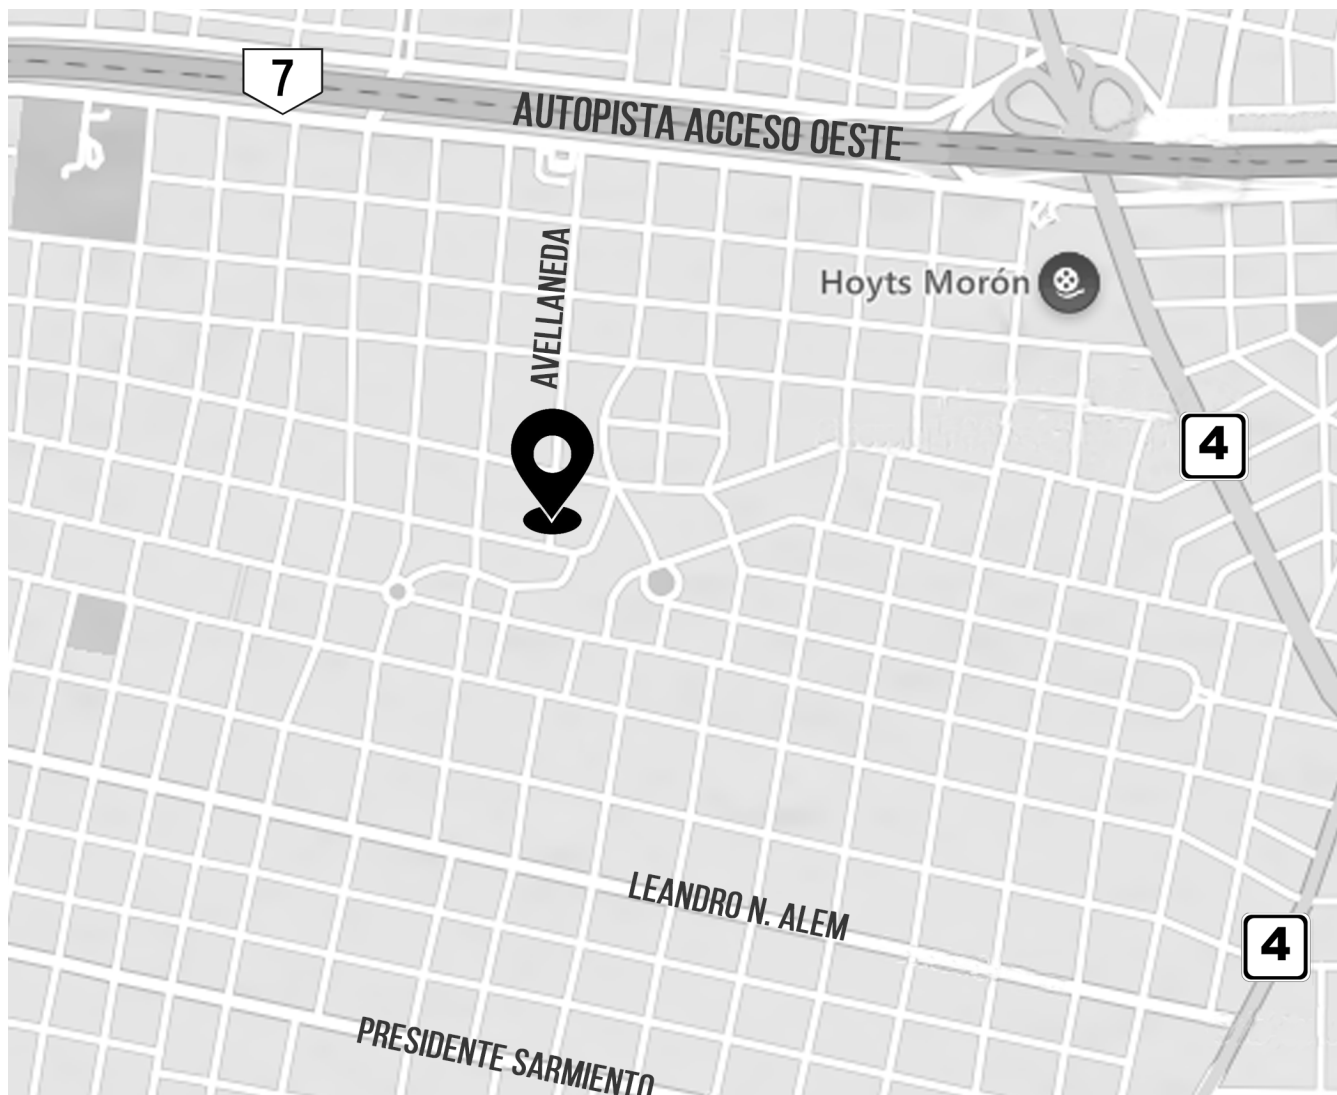 7
AUTOPISTA ACCESO OESTE
AVELLANEDA
Hoyts Morón
4
LEANDRO N. ALEM
4
PRESIDENTE SARMIENTO